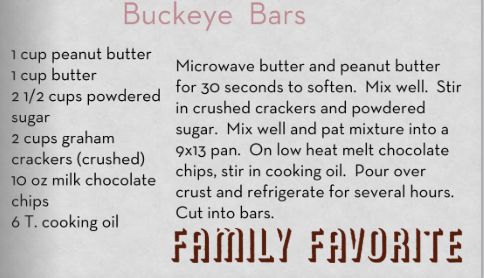 Buckeye Bars
1 cup peanut butter
1 cup butter
2 1/2 cups powdered
sugar
2 cups graham
crackers (crushed)
10 oz milk chocolate
chips
6 T. cooking oil
Microwave butter and peanut butter
for 30 seconds to soften. Mix well. Stir
in crushed crackers and powdered
sugar. Mix well and pat mixture into a
9x13 pan. On low heat melt chocolate
chips, stir in cooking oil. Pour over
crust and refrigerate for several hours.
Cut into bars.
FAMILY FAVORITE